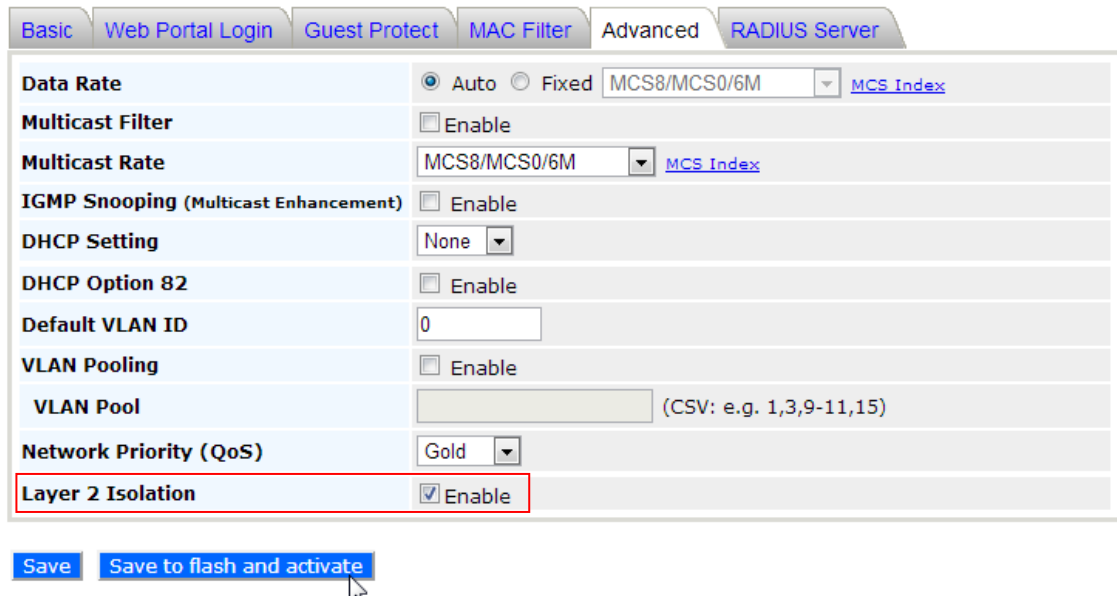 Basic Web Portal Login Guest Protect MAC Filter Advanced RADIUS Server
Data Rate Auto Fixed MCS8/MCS0/6M MCS Index
Multicast Filter Enable
Multicast Rate MCS8/MCS0/6M MCS Index
IGMP Snooping (Multicast Enhancement) Enable
DHCP Setting None
DHCP Option 82 Enable
Default VLAN ID 0
VLAN Pooling Enable
VLAN Pool (CSV: e.g. 1,3,9-11,15)
Network Priority (QoS) Gold
Layer 2 Isolation Enable
Save Save to flash and activate